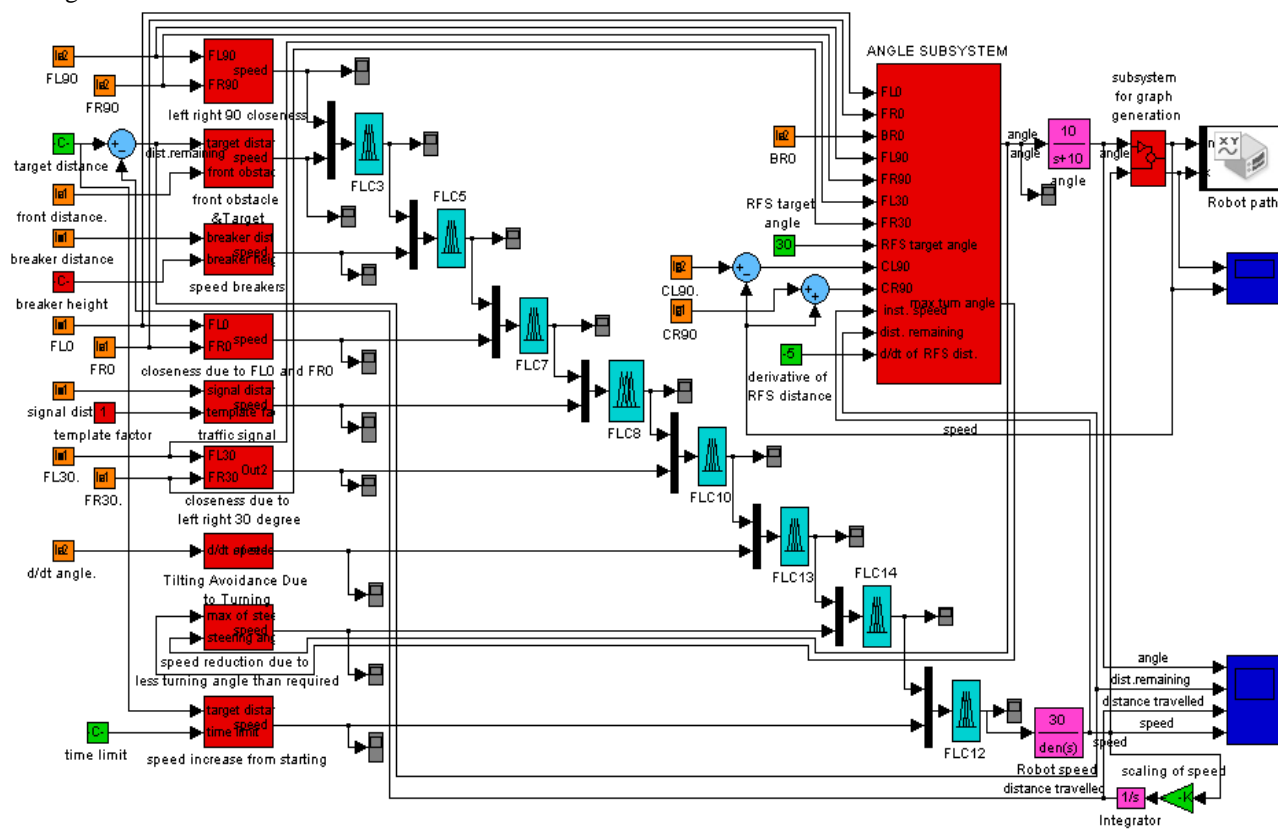 ANGLE SUBSYSTEM
FL90
FR90
FL90
FR90
speed
left right 90 closeness
subsystem
for graph
generation
target distance
target distar
dist.remaining
speed
front obstac
front distance.
front obstacle
&Target
FLC3
FLC5
breaker distance
breaker dist
speed
breaker heig
speed breakers
-C-
breaker height
FL0
FR0
FL0
FR0
speed
closeness due to FL0 and FR0
FLC7
signal dist
signal distar
speed
template fa
1
template factor
traffic signal
FLC8
FL30.
FR30.
FL30
FR30
Out2
closeness due to
left right 30 degree
FLC10
d/dt angle.
Tilting Avoidance Due
to Turning
FLC13
FLC14
max of stee
speed
steering ang
speed reduction due to
less turning angle than required
target distar
speed
time limit
-C-
time limit
speed increase from starting
FLC12
BR0
RFS target
angle
30
CL90.
CR90
-5
derivative of
RFS distance
FL0
FR0
BR0
FL90
FR90
FL30
FR30
RFS target angle
CL90
CR90
max turn angle
inst. speed
dist. remaining
d/dt of RFS dist.
speed
angle
angle
10
s+10
angle
angle
XY
Robot path
angle
dist.remaining
distance travelled
speed
30
den(s)
speed
Robot speed
scaling of speed
distance travelled
1/s
-K
Integrator